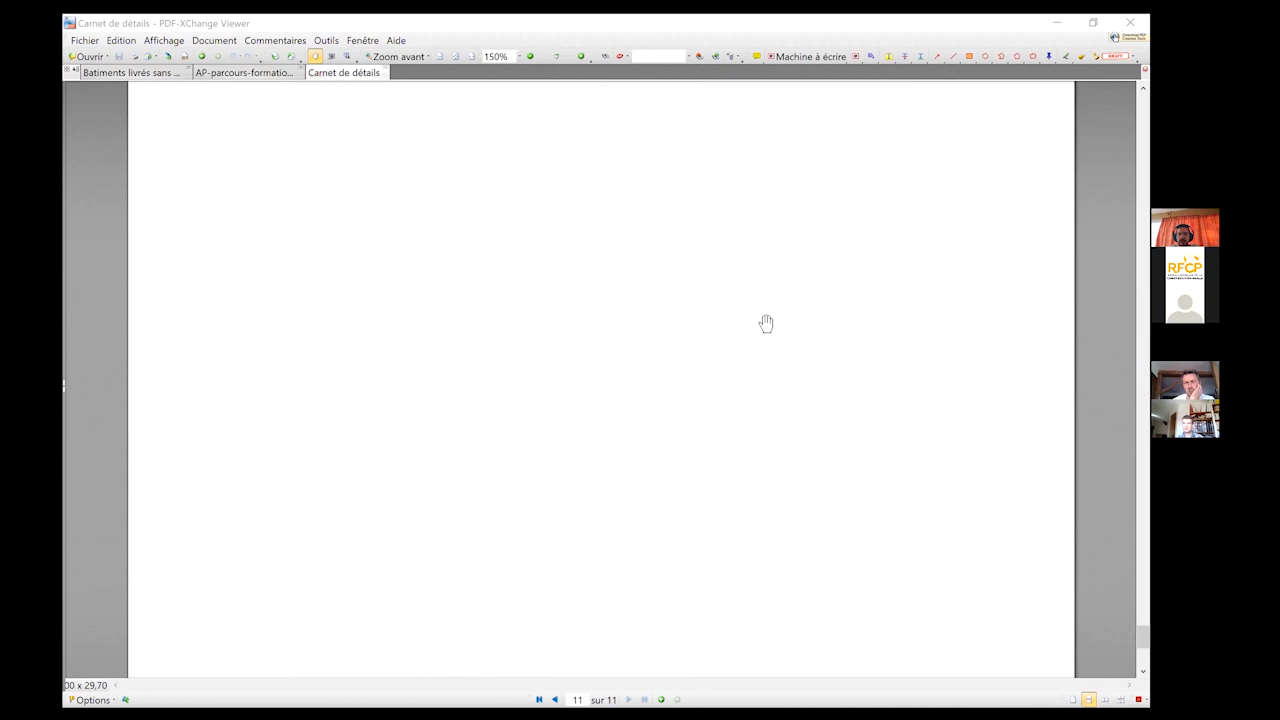 Carnet de détails - PDF-XChange Viewer
Fichier Edition Affichage Document Commentaires Outils Fenêtre Aide
Ouvrir Zoom avant 150% Machine à écrire DRAFT
Batiments livrés sans ... AP-parcours-formatio... Carnet de détails
RFCP
00 x 29,70
Options 11 sur 11